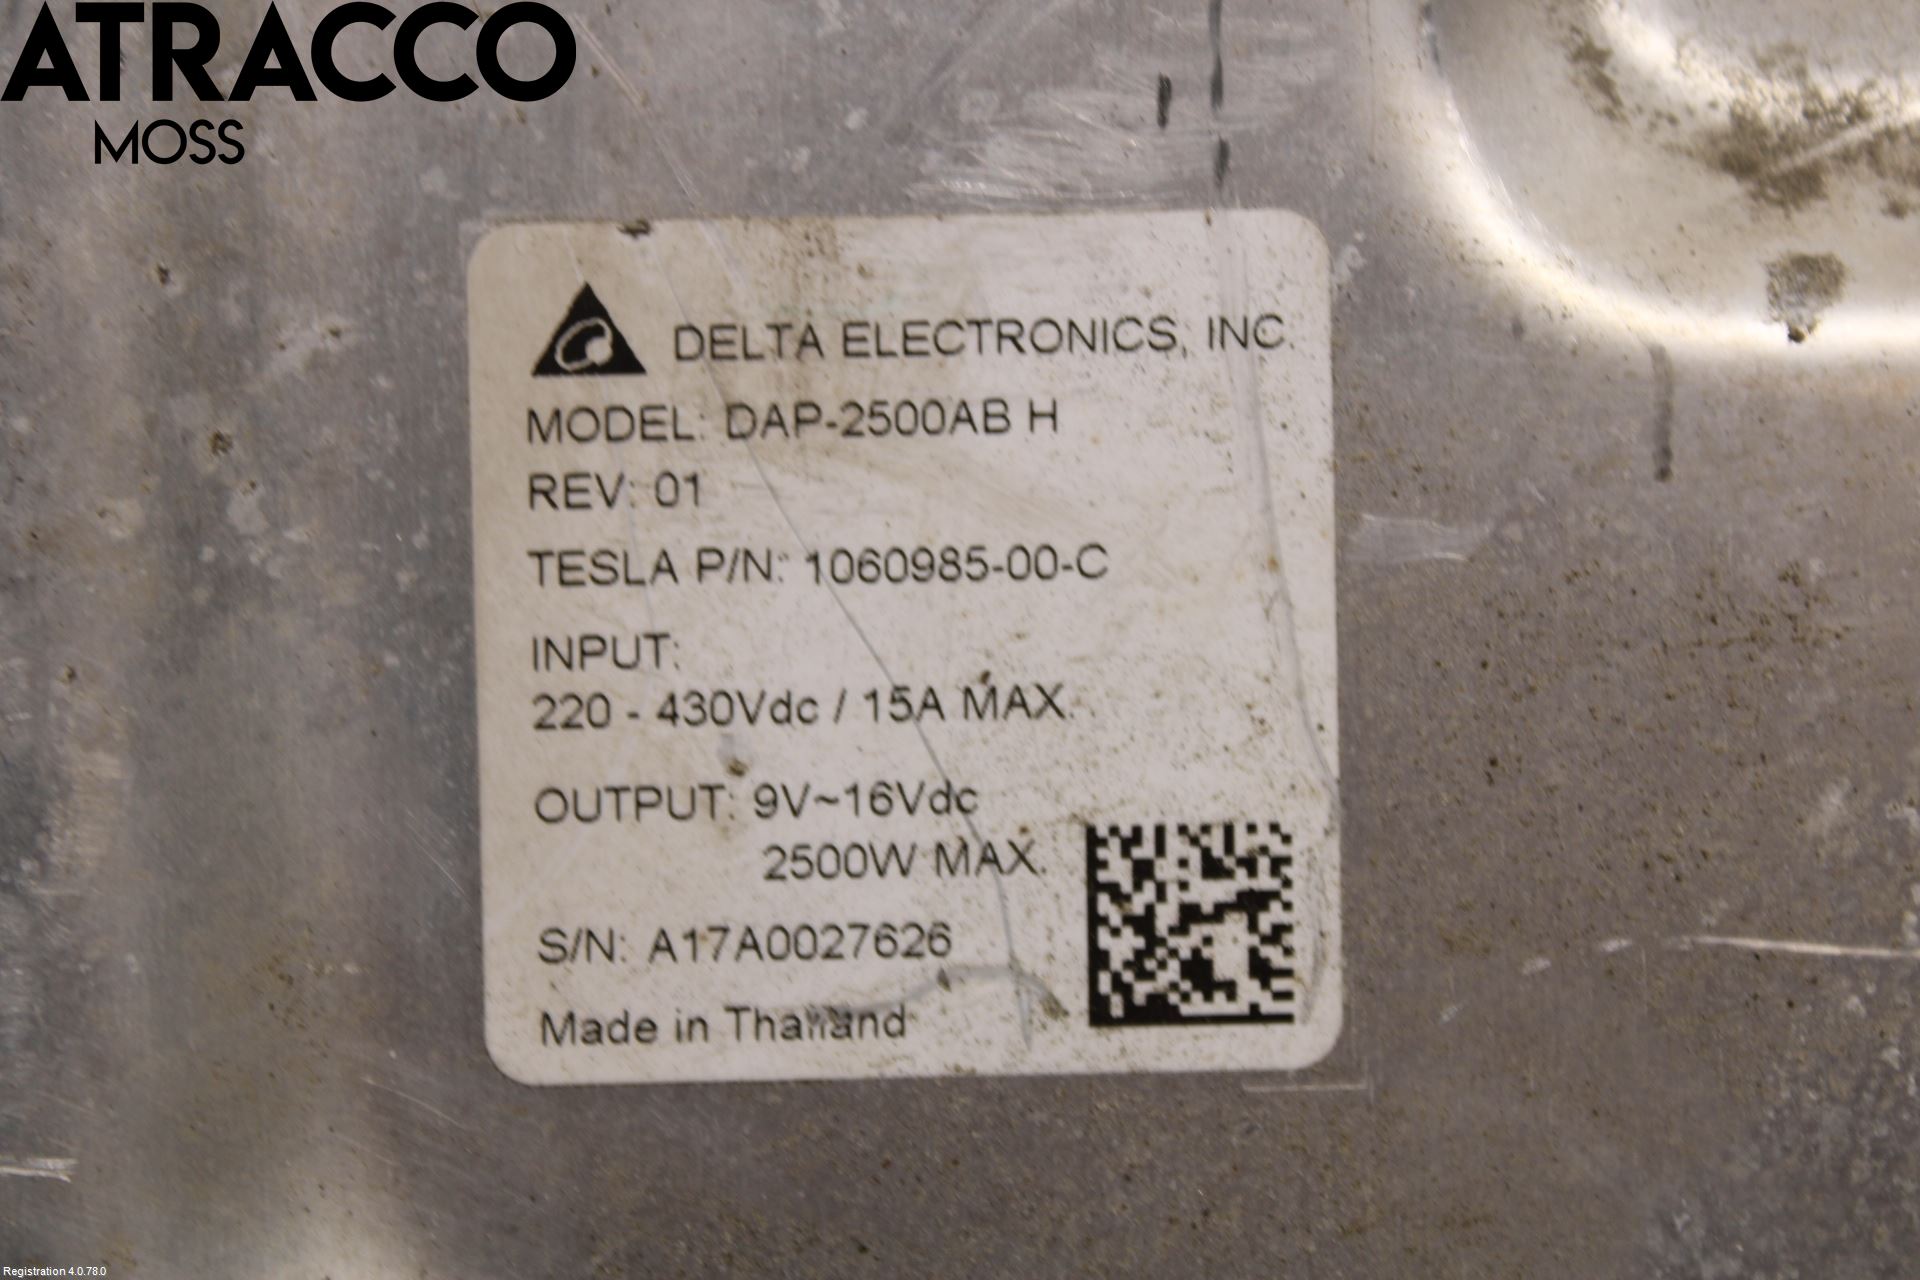 ATRACCO
MOSS
DELTA ELECTRONICS, INC.
MODEL: DAP-2500AB H
REV: 01
TESLA P/N: 1060985-00-C
INPUT:
220 - 430Vdc / 15A MAX.
OUTPUT: 9V~16Vdc
2500W MAX.
S/N: A17A0027626
Made in Thailand
Registration 4.0.78.0